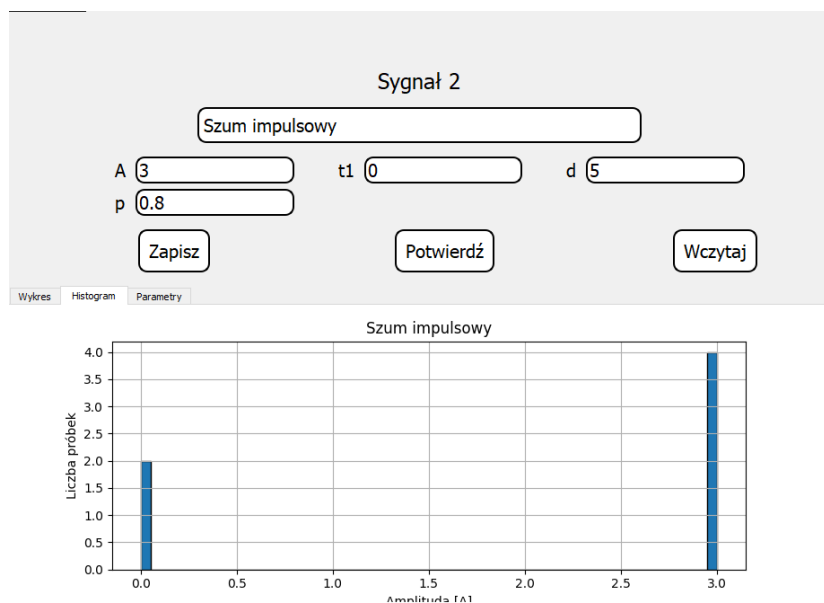 Sygnał 2
Szum impulsowy
A 3 t1 0 d 5
p 0.8
Zapisz Potwierdź Wczytaj
Wykres Histogram Parametry
Szum impulsowy
4.0
3.5
3.0
2.5
2.0
1.5
1.0
0.5
0.0
Liczba próbek
0.0 0.5 1.0 1.5 2.0 2.5 3.0
Amplituda [A]